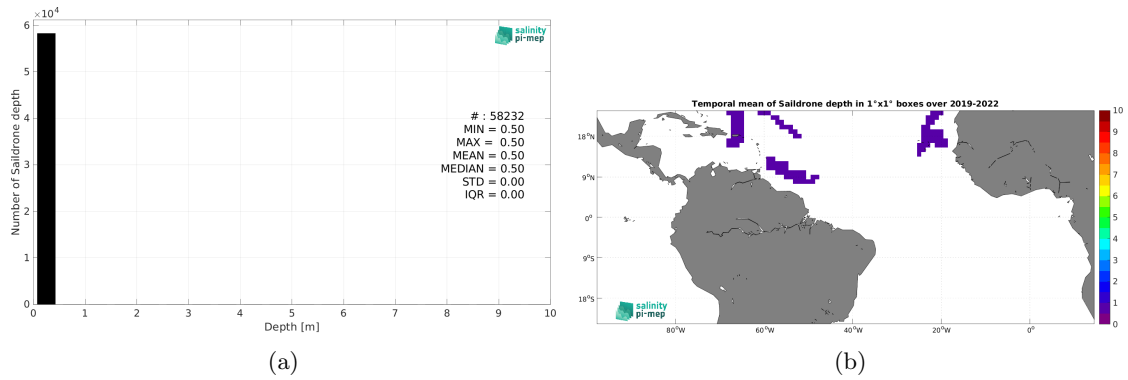 ×10⁴
6
5
4
3
2
1
0
Number of Saildrone depth
0 1 2 3 4 5 6 7 8 9 10
Depth [m]
salinity
pi-mep
# : 58232
MIN = 0.50
MAX = 0.50
MEAN = 0.50
MEDIAN = 0.50
STD = 0.00
IQR = 0.00
(a)
Temporal mean of Saildrone depth in 1°x1° boxes over 2019-2022
18°N
9°N
0°
9°S
18°S
80°W 60°W 40°W 20°W 0°
salinity
pi-mep
10
9
8
7
6
5
4
3
2
1
0
(b)